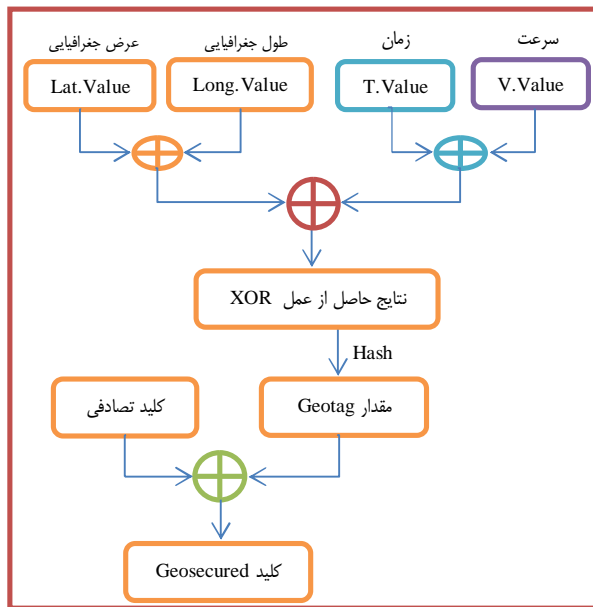 عرض جغرافیایی
طول جغرافیایی
زمان
سرعت
Lat.Value
Long.Value
T.Value
V.Value
نتایج حاصل از عمل XOR
Hash
کلید تصادفی
مقدار Geotag
کلید Geosecured